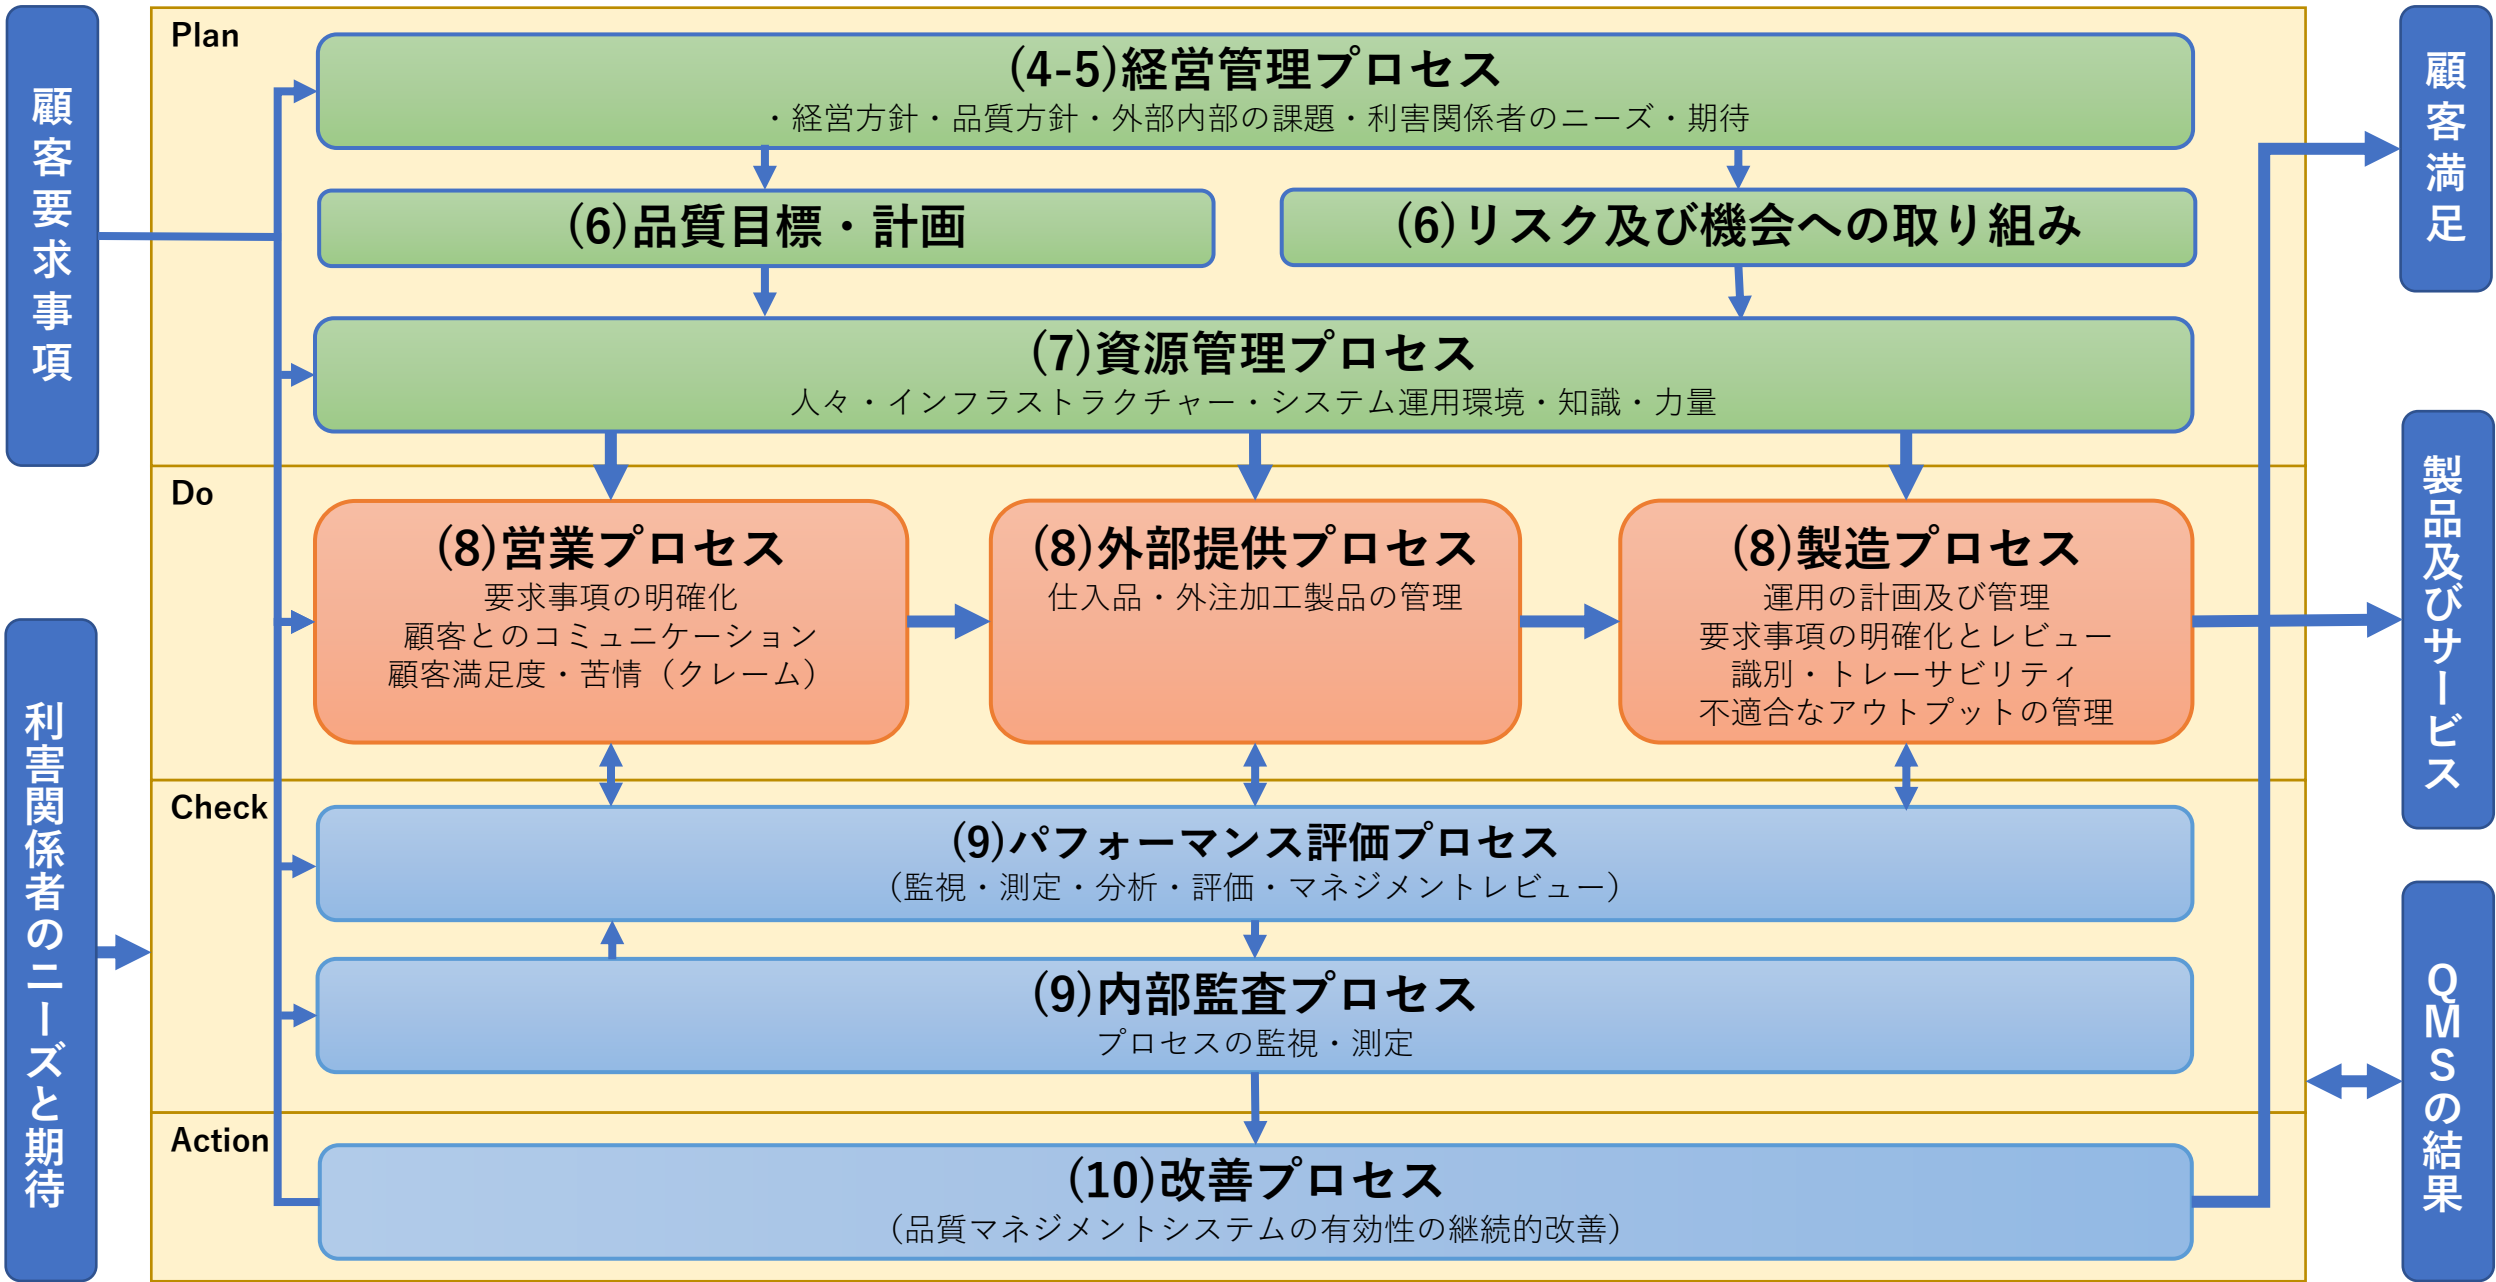 顧客要求事項
利害関係者のニーズと期待
Plan
(4-5)経営管理プロセス
・経営方針・品質方針・外部内部の課題・利害関係者のニーズ・期待
(6)品質目標・計画
(6)リスク及び機会への取り組み
(7)資源管理プロセス
人々・インフラストラクチャー・システム運用環境・知識・力量
Do
(8)営業プロセス
要求事項の明確化
顧客とのコミュニケーション
顧客満足度・苦情（クレーム）
(8)外部提供プロセス
仕入品・外注加工製品の管理
(8)製造プロセス
運用の計画及び管理
要求事項の明確化とレビュー
識別・トレーサビリティ
不適合なアウトプットの管理
Check
(9)パフォーマンス評価プロセス
（監視・測定・分析・評価・マネジメントレビュー）
(9)内部監査プロセス
プロセスの監視・測定
Action
(10)改善プロセス
（品質マネジメントシステムの有効性の継続的改善）
顧客満足
製品及びサービス
QMSの結果